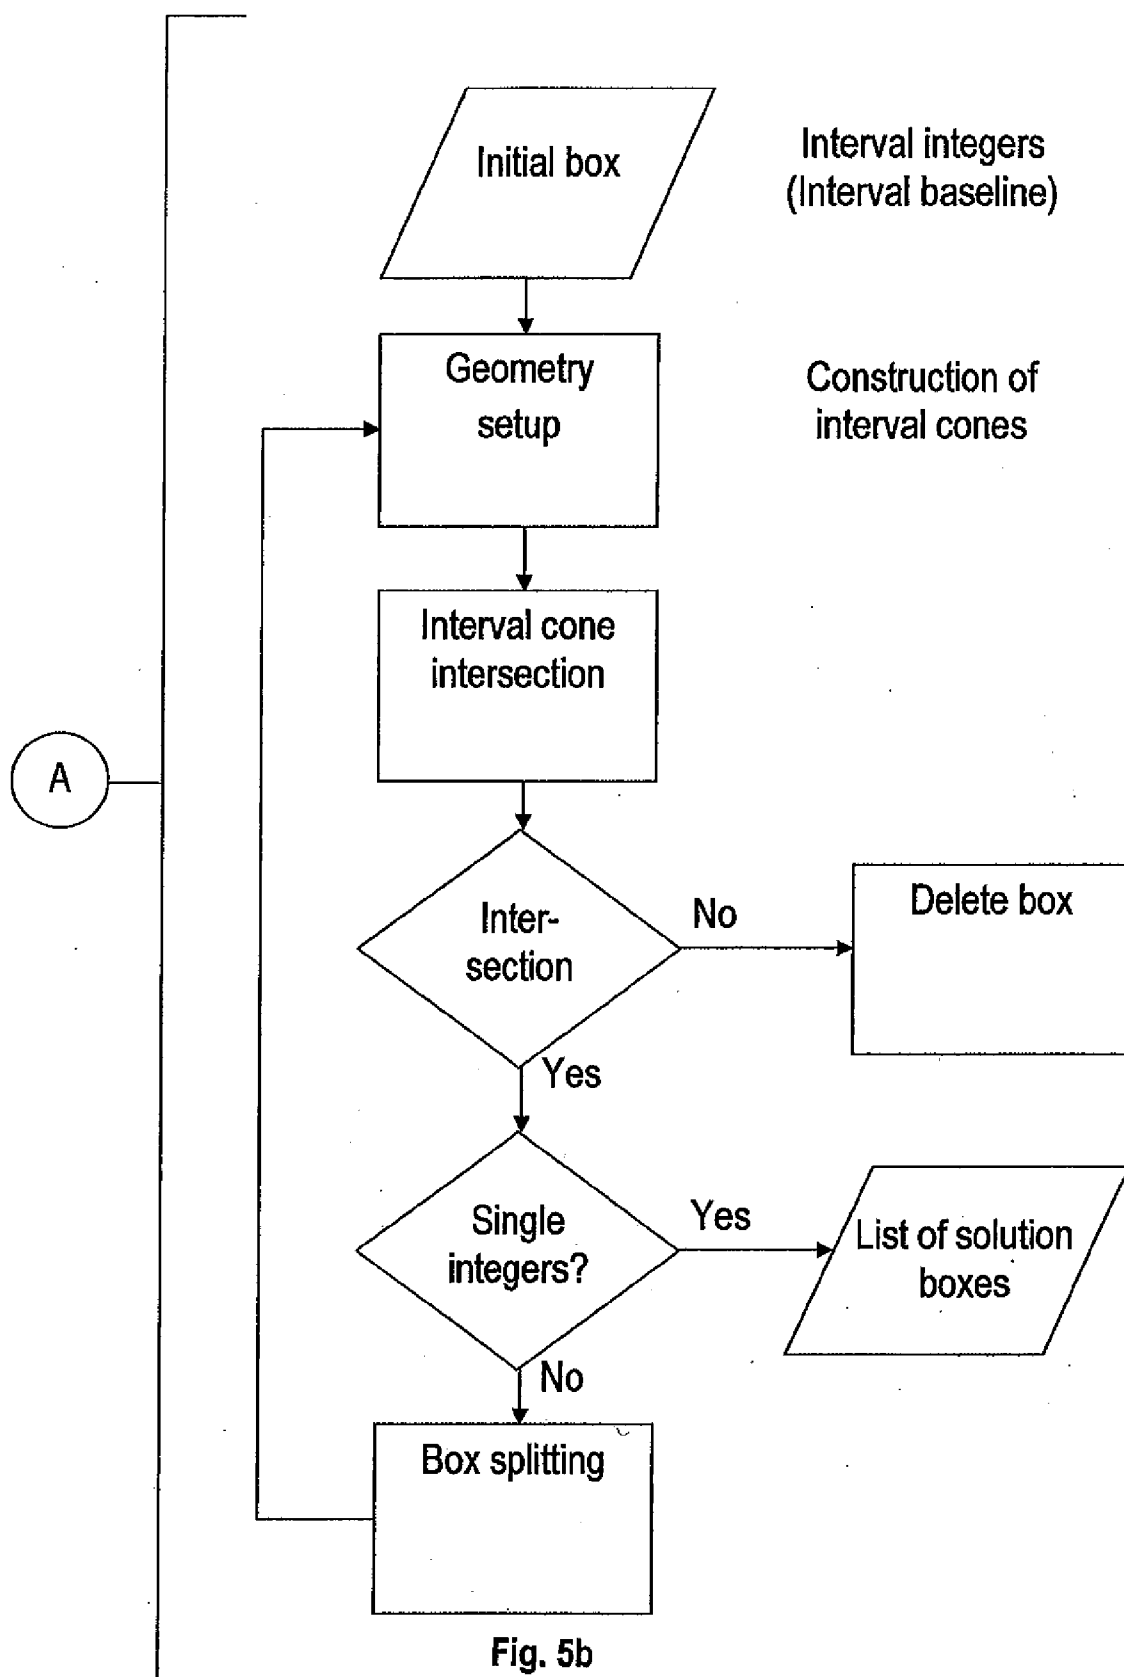 Initial box
Interval integers
(Interval baseline)
Geometry
setup
Construction of
interval cones
Interval cone
intersection
A
Inter-
section
No
Delete box
Yes
Single
integers?
Yes
List of solution
boxes
No
Box splitting
Fig. 5b